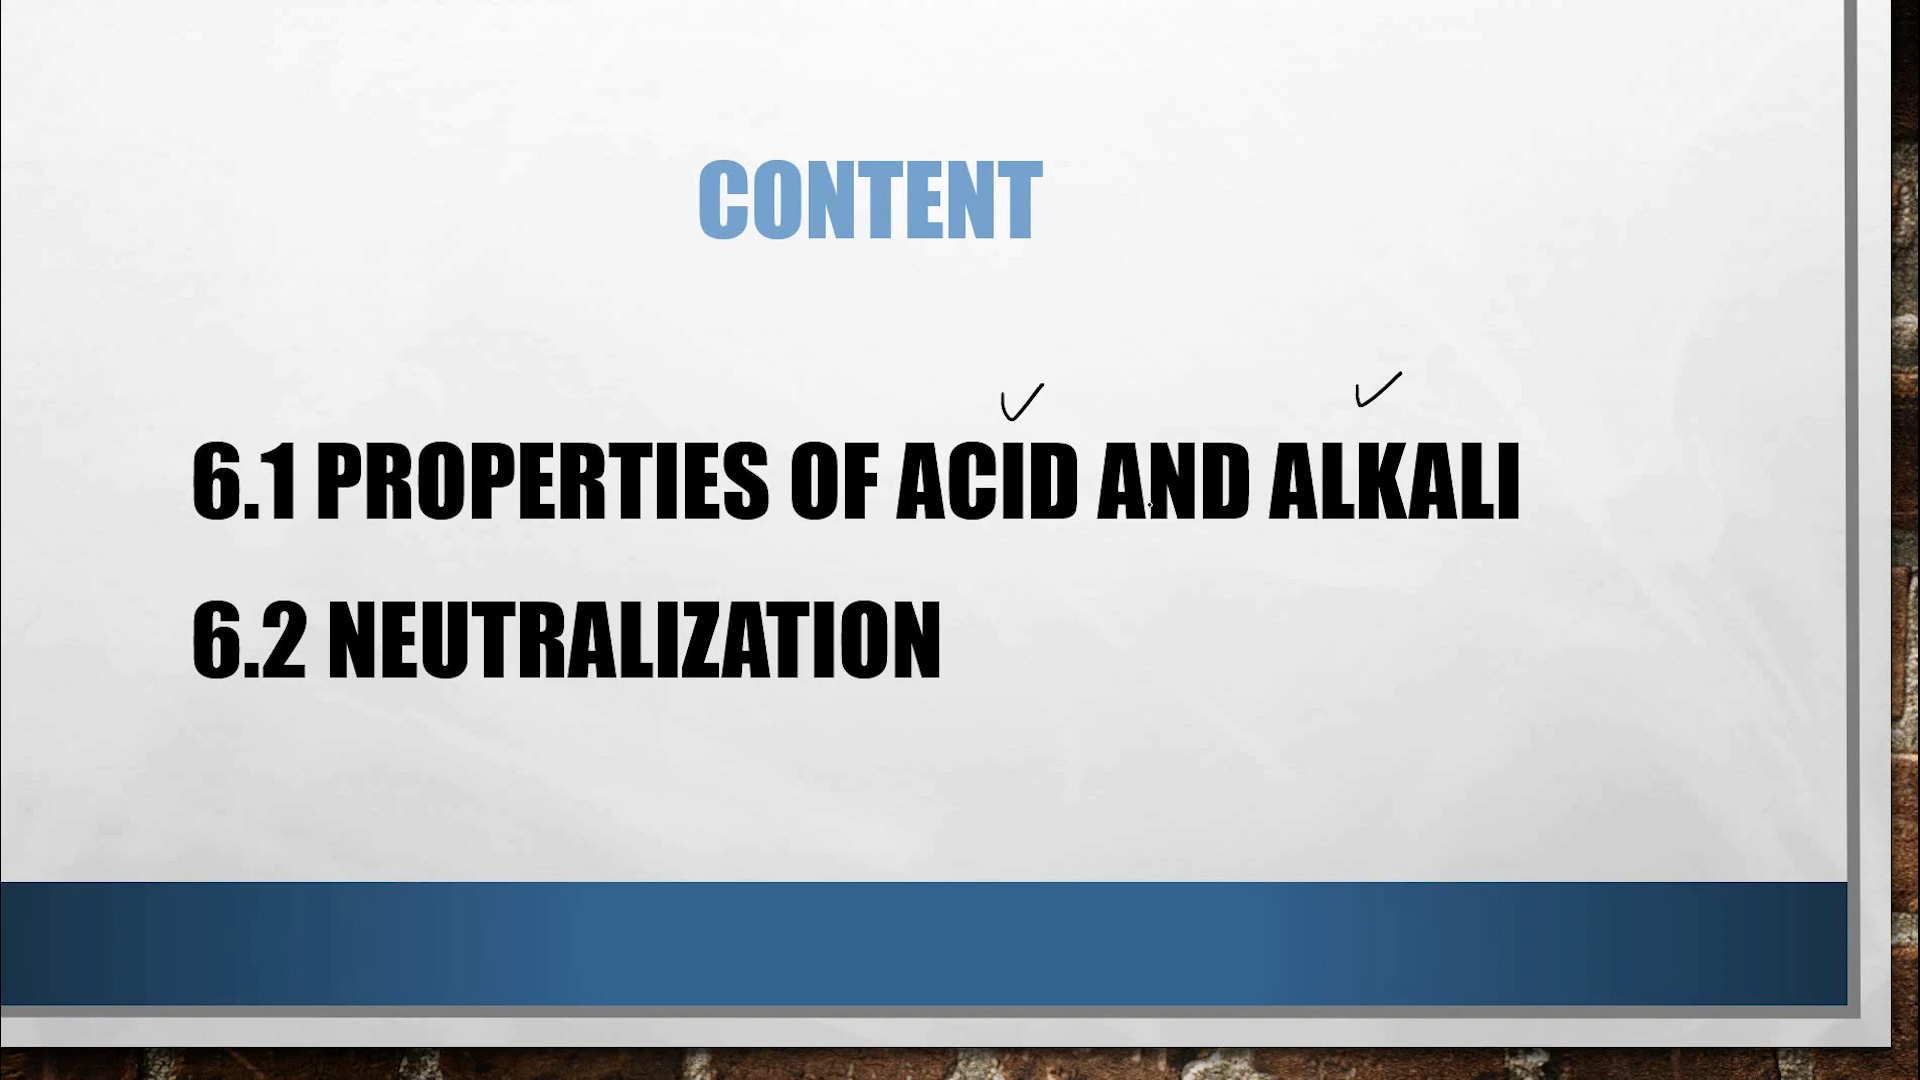 CONTENT
6.1 PROPERTIES OF ACID AND ALKALI
6.2 NEUTRALIZATION